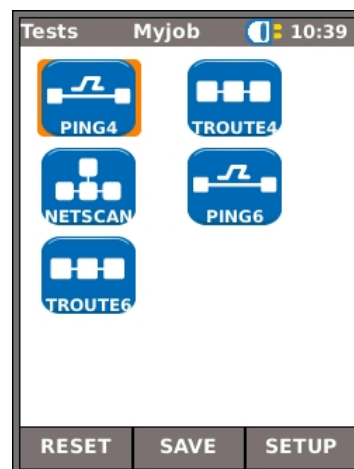 Tests Myjob 10:39
PING4 TROUTE4
NETSCAN PING6
TROUTE6
RESET SAVE SETUP